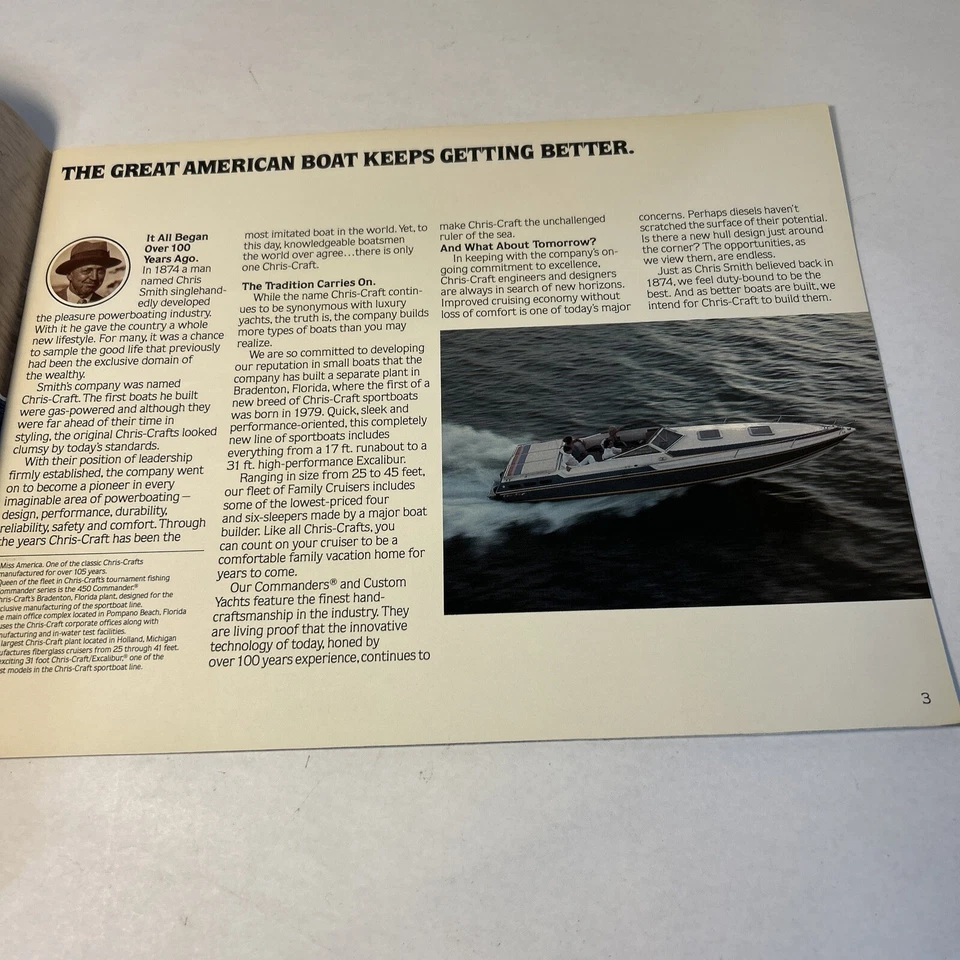 THE GREAT AMERICAN BOAT KEEPS GETTING BETTER.
It All Began
Over 100
Years Ago.
In 1874 a man
named Chris
Smith singlehand-
edly developed
the pleasure powerboating industry.
With it he gave the country a whole
new lifestyle. For many, it was a chance
to sample the good life that previously
had been the exclusive domain of
the wealthy.
Smith's company was named
Chris-Craft. The first boats he built
were gas-powered and although they
were far ahead of their time in
styling, the original Chris-Crafts looked
clumsy by today's standards.
With their position of leadership
firmly established, the company went
on to become a pioneer in every
imaginable area of powerboating—
design, performance, durability,
reliability, safety and comfort. Through
the years Chris-Craft has been the
Miss America. One of the classic Chris-Crafts
manufactured for over 105 years.
Queen of the fleet in Chris-Craft's tournament fishing
Commander series is the 450 Commander.®
Chris-Craft's Bradenton, Florida plant, designed for the
clusive manufacturing of the sportboat line.
e main office complex located in Pompano Beach, Florida
uses the Chris-Craft corporate offices along with
nufacturing and in-water test facilities.
largest Chris-Craft plant located in Holland, Michigan
ufactures fiberglass cruisers from 25 through 41 feet.
exciting 31 foot Chris-Craft/Excalibur,® one of the
st models in the Chris-Craft sportboat line.
most imitated boat in the world. Yet, to
this day, knowledgeable boatsmen
the world over agree...there is only
one Chris-Craft.
The Tradition Carries On.
While the name Chris-Craft contin-
ues to be synonymous with luxury
yachts, the truth is, the company builds
more types of boats than you may
realize.
We are so committed to developing
our reputation in small boats that the
company has built a separate plant in
Bradenton, Florida, where the first of a
new breed of Chris-Craft sportboats
was born in 1979. Quick, sleek and
performance-oriented, this completely
new line of sportboats includes
everything from a 17 ft. runabout to a
31 ft. high-performance Excalibur.
Ranging in size from 25 to 45 feet,
our fleet of Family Cruisers includes
some of the lowest-priced four
and six-sleepers made by a major boat
builder. Like all Chris-Crafts, you
can count on your cruiser to be a
comfortable family vacation home for
years to come.
Our Commanders® and Custom
Yachts feature the finest hand-
craftsmanship in the industry. They
are living proof that the innovative
technology of today, honed by
over 100 years experience, continues to
make Chris-Craft the unchallenged
ruler of the sea.
And What About Tomorrow?
In keeping with the company's on-
going commitment to excellence,
Chris-Craft engineers and designers
are always in search of new horizons.
Improved cruising economy without
loss of comfort is one of today's major
concerns. Perhaps diesels haven't
scratched the surface of their potential.
Is there a new hull design just around
the corner? The opportunities, as
we view them, are endless.
Just as Chris Smith believed back in
1874, we feel duty-bound to be the
best. And as better boats are built, we
intend for Chris-Craft to build them.
3